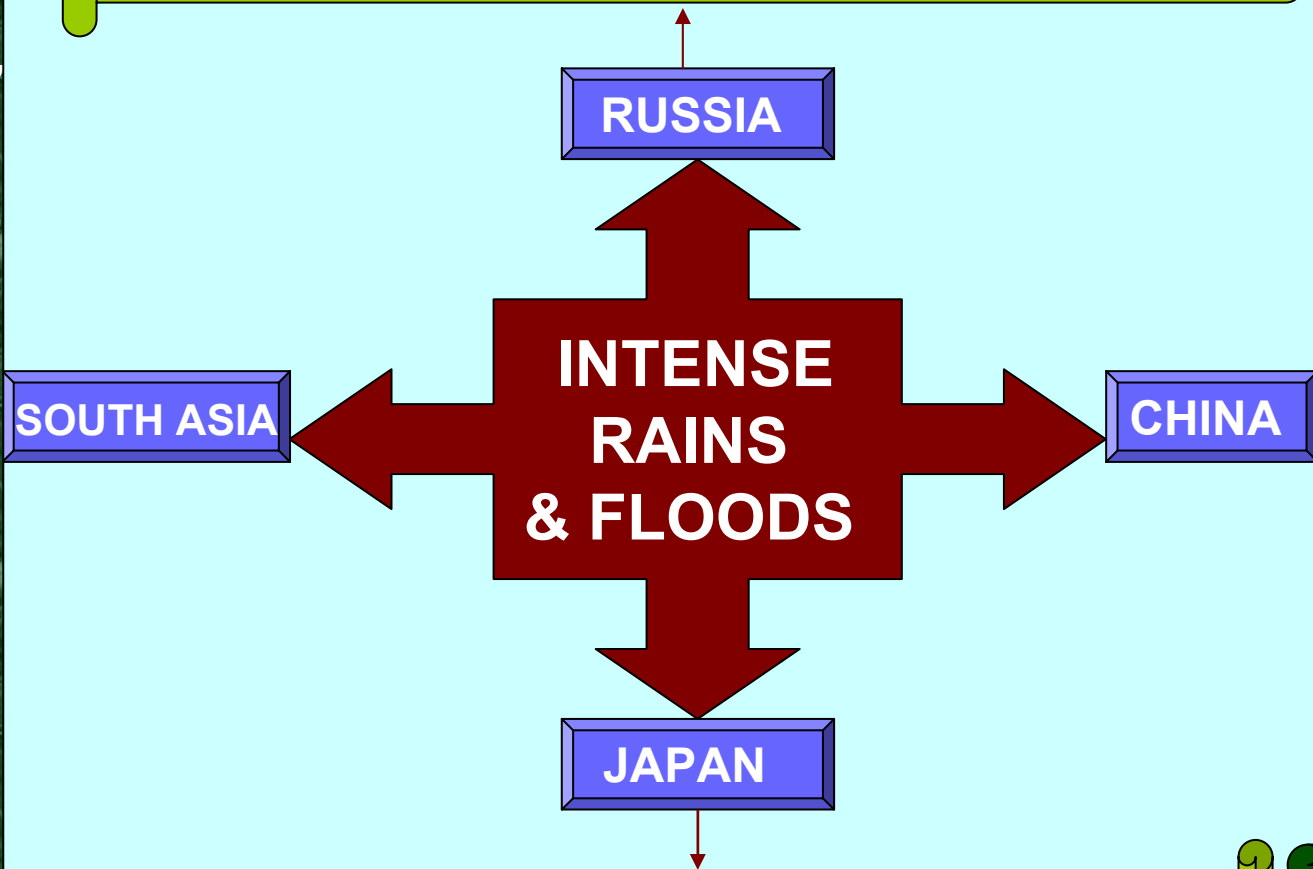 RUSSIA
INTENSE
RAINS
& FLOODS
SOUTH ASIA
CHINA
JAPAN